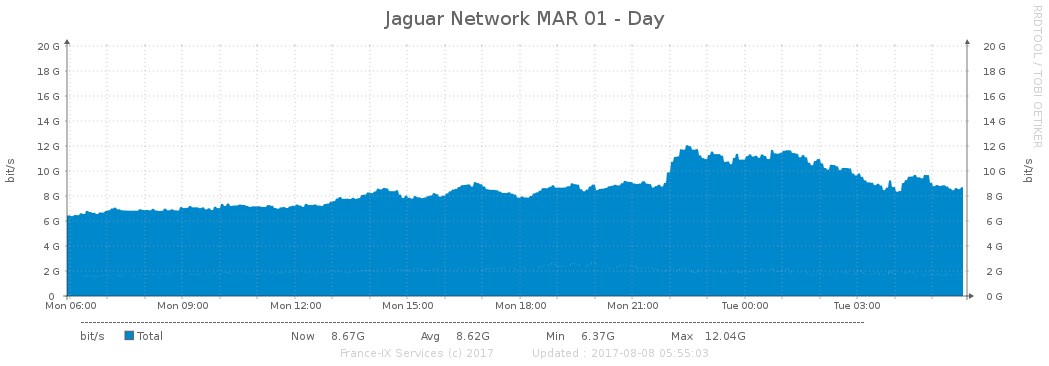 Jaguar Network MAR 01 - Day
RRDTOOL / TOBI OETIKER
bit/s
bit/s
20 G 20 G
18 G 18 G
16 G 16 G
14 G 14 G
12 G 12 G
10 G 10 G
8 G 8 G
6 G 6 G
4 G 4 G
2 G 2 G
0 0 G
Mon 06:00 Mon 09:00 Mon 12:00 Mon 15:00 Mon 18:00 Mon 21:00 Tue 00:00 Tue 03:00
bit/s Total Now 8.67G Avg 8.62G Min 6.37G Max 12.04G
France-IX Services (c) 2017 Updated : 2017-08-08 05:55:03